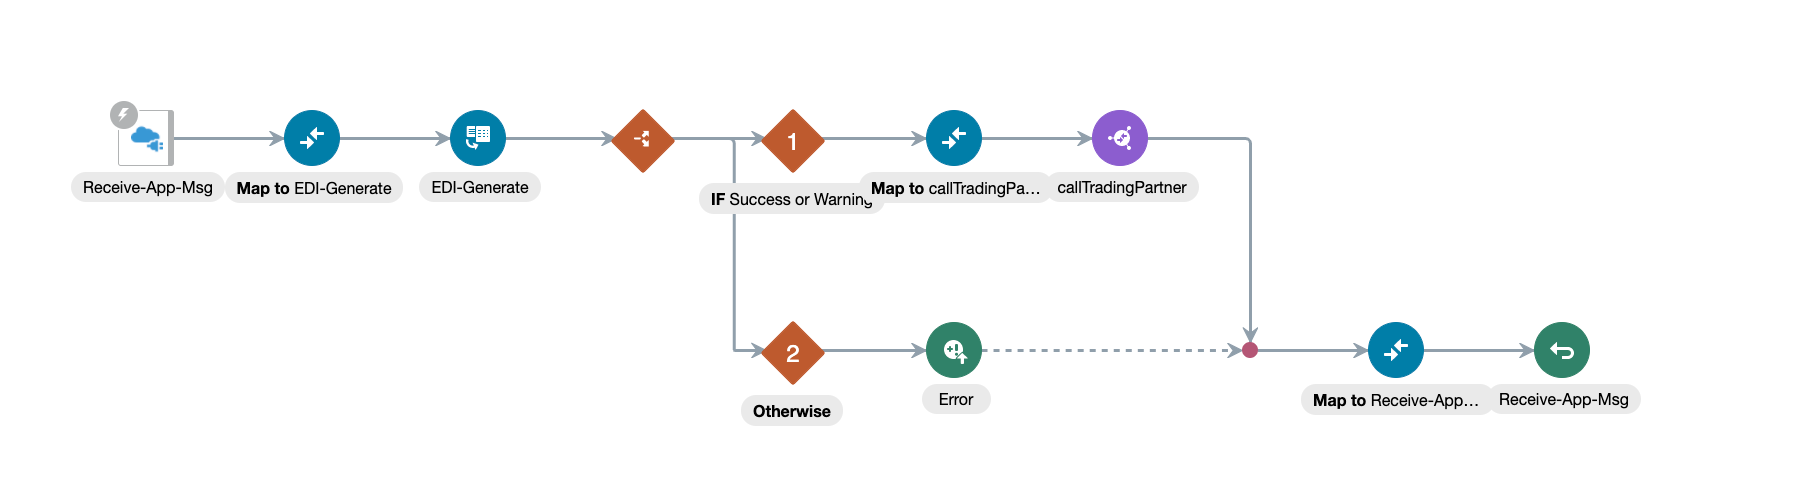 Receive-App-Msg
Map to EDI-Generate
EDI-Generate
1
IF Success or Warning
Map to callTradingPa...
callTradingPartner
2
Otherwise
Error
Map to Receive-App...
Receive-App-Msg